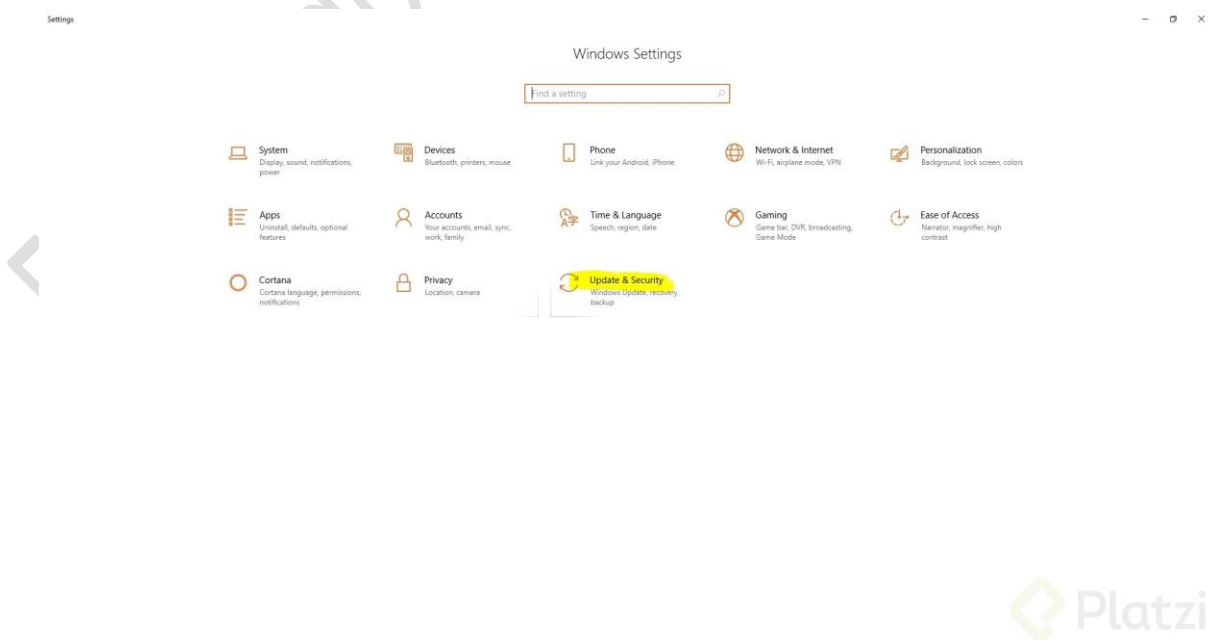 Settings
Windows Settings
Find a setting
System
Display, sound, notifications,
power
Devices
Bluetooth, printers, mouse
Phone
Link your Android, iPhone
Network & Internet
Wi-Fi, airplane mode, VPN
Personalization
Background, lock screen, colors
Apps
Uninstall, defaults, optional
features
Accounts
Your accounts, email, sync,
work, family
Time & Language
Speech, region, date
Gaming
Game bar, DVR, broadcasting,
Game Mode
Ease of Access
Narrator, magnifier, high
contrast
Cortana
Cortana language, permissions,
notifications
Privacy
Location, camera
Update & Security
Windows Update, recovery,
backup
Platzi